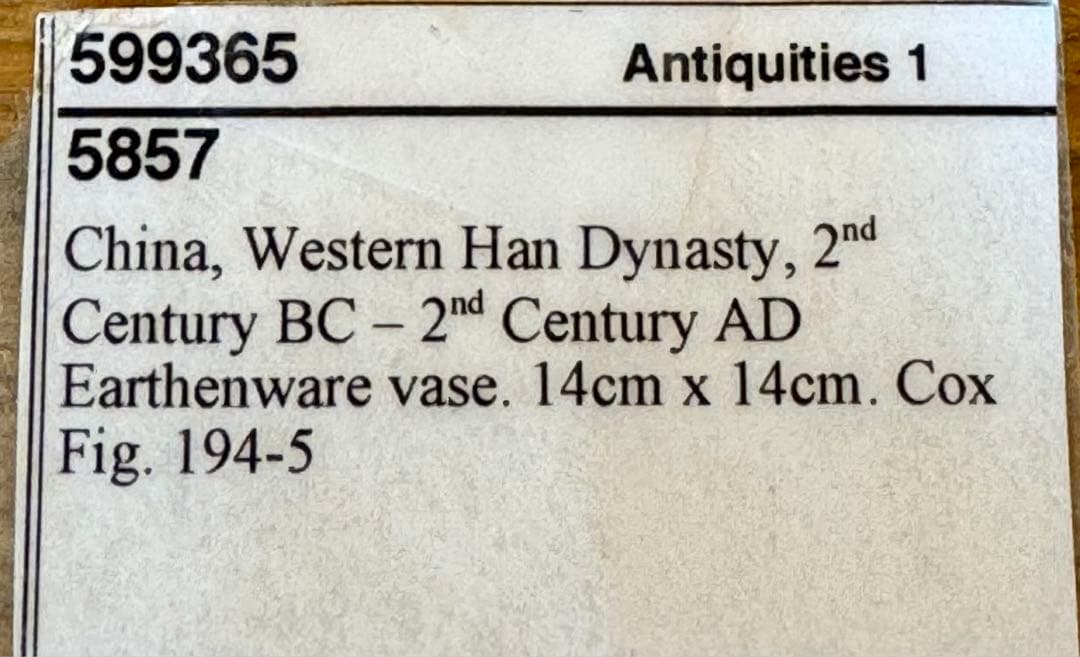 599365 Antiquities 1
5857
China, Western Han Dynasty, 2nd
Century BC – 2nd Century AD
Earthenware vase. 14cm x 14cm. Cox
Fig. 194-5